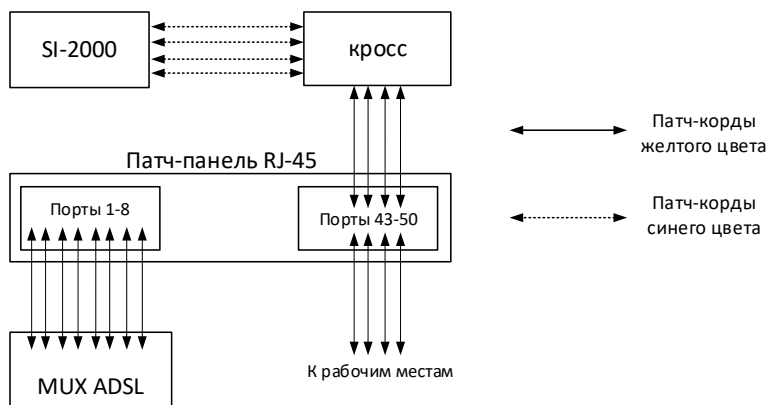 SI-2000
кросс
Патч-корды
желтого цвета
Патч-панель RJ-45
Порты 1-8
Порты 43-50
Патч-корды
синего цвета
MUX ADSL
К рабочим местам